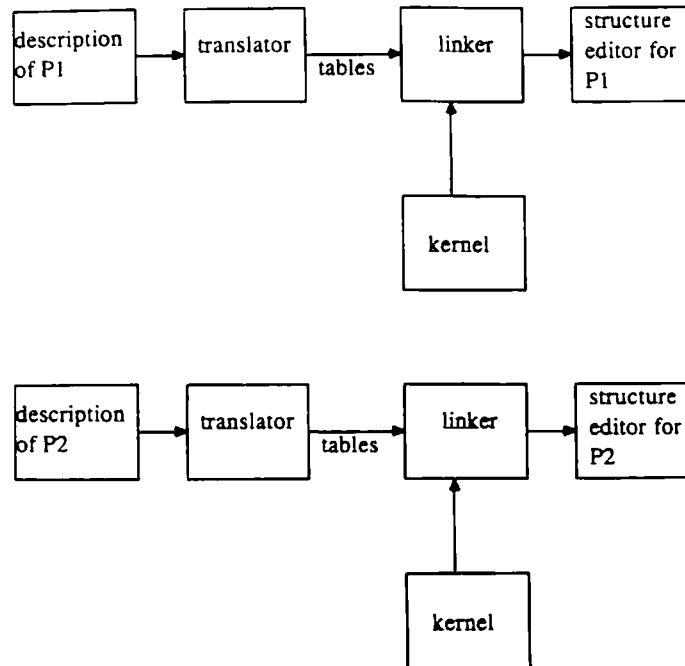 description
of P1
translator
tables
linker
structure
editor for
P1
kernel
description
of P2
translator
tables
linker
structure
editor for
P2
kernel